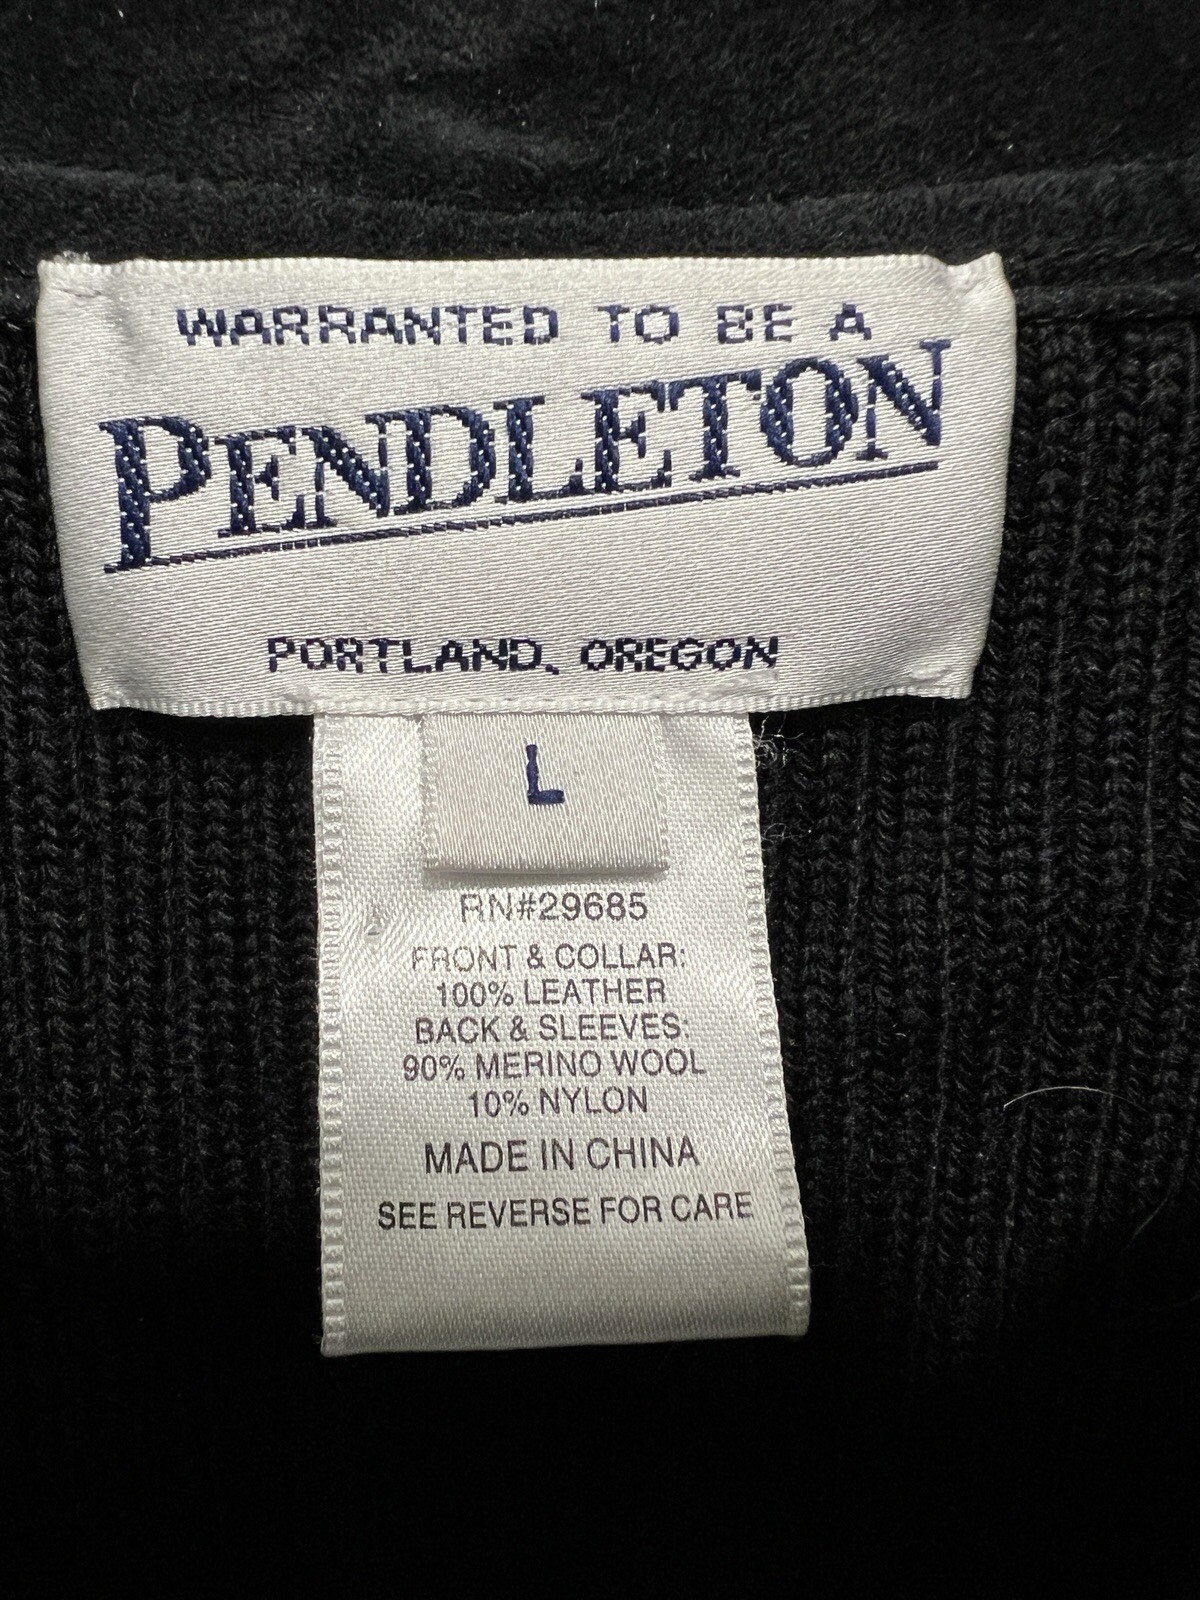 WARRANTED TO BE A
PENDLETON
PORTLAND, OREGON
L
RN#29685
FRONT & COLLAR:
100% LEATHER
BACK & SLEEVES:
90% MERINO WOOL
10% NYLON
MADE IN CHINA
SEE REVERSE FOR CARE